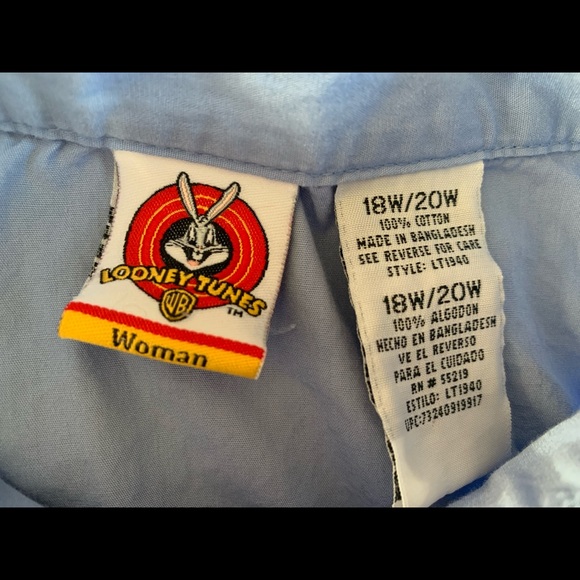 LOONEY TUNES
TM
WB
Woman
18W/20W
100% COTTON
MADE IN BANGLADESH
SEE REVERSE FOR CARE
STYLE: LT1940
18W/20W
100% ALGODON
HECHO EN BANGLADESH
VE EL REVERSO
PARA EL CUIDADO
RN # 55219
ESTILO: LT1940
UPC:73240919917